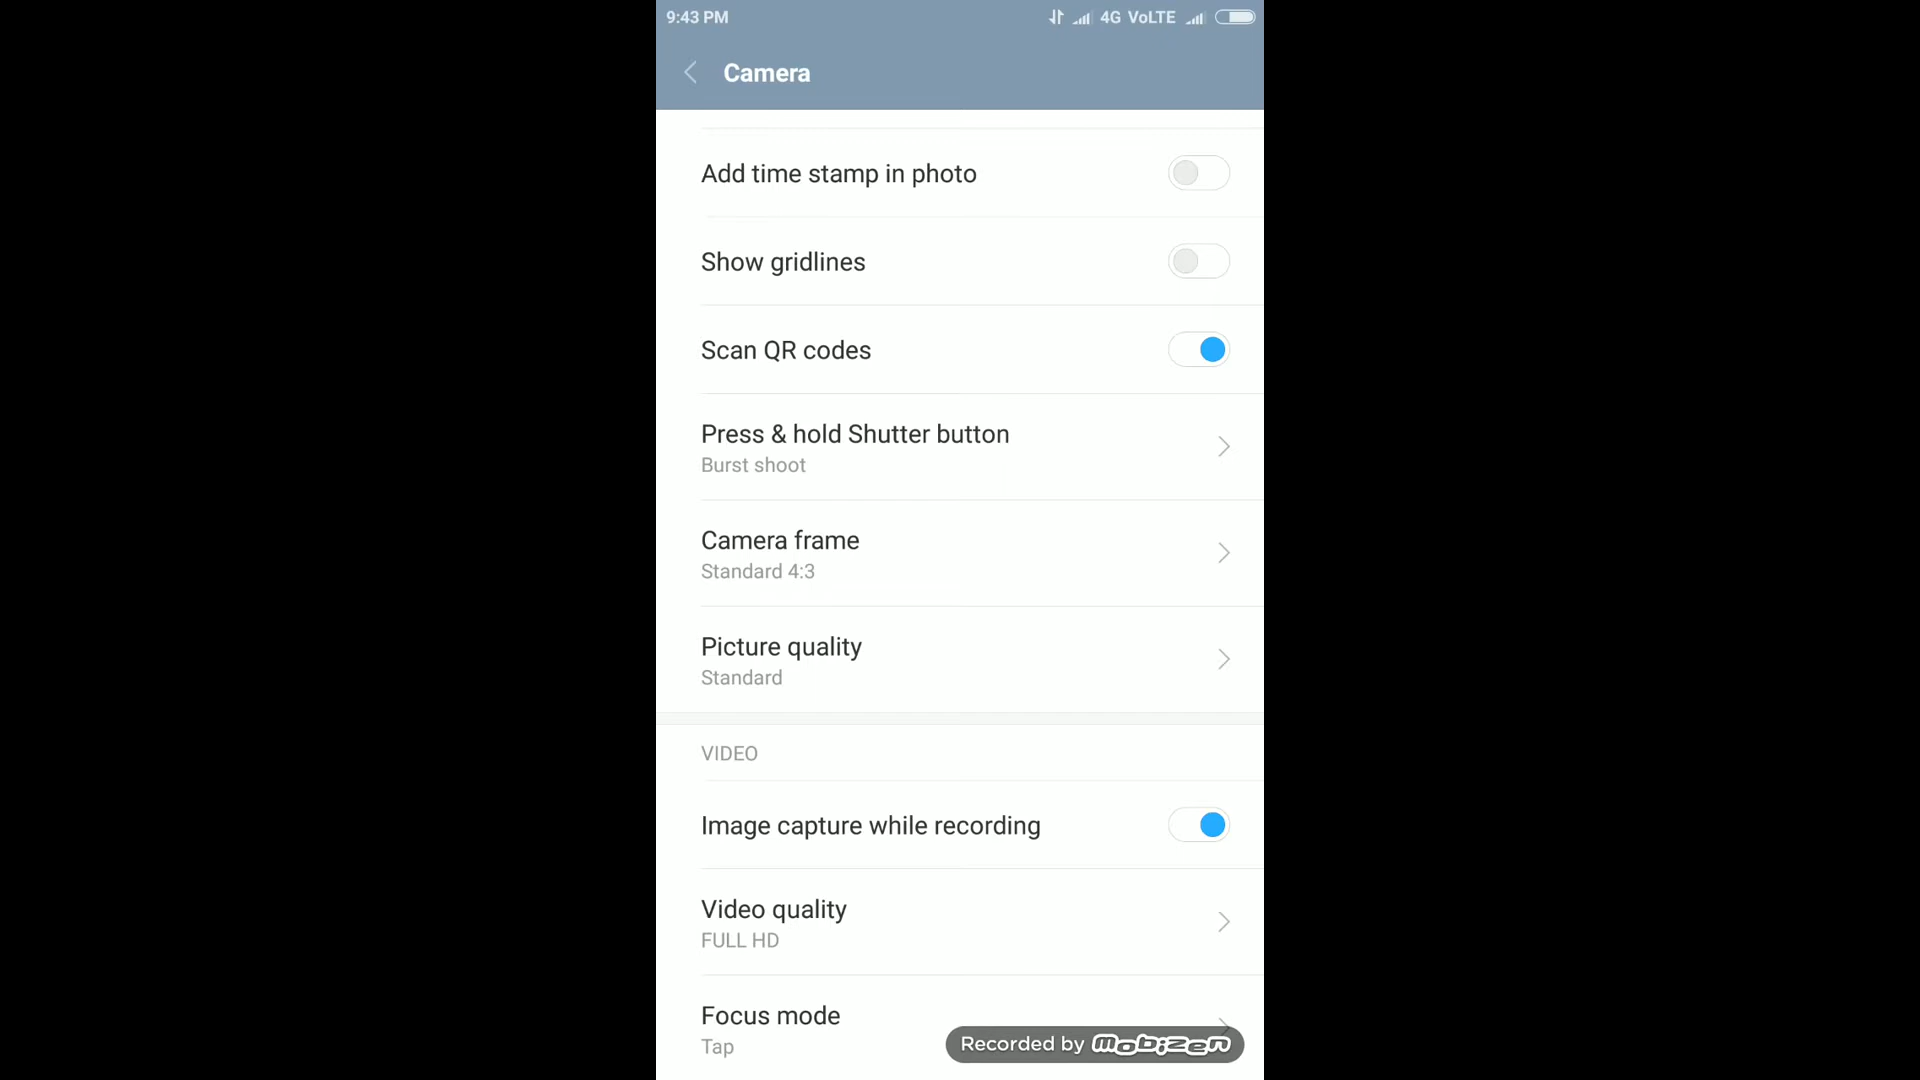 9:43 PM
4G VoLTE
Camera
Add time stamp in photo
Show gridlines
Scan QR codes
Press & hold Shutter button
Burst shoot
Camera frame
Standard 4:3
Picture quality
Standard
VIDEO
Image capture while recording
Video quality
FULL HD
Focus mode
Tap
Recorded by mobizen